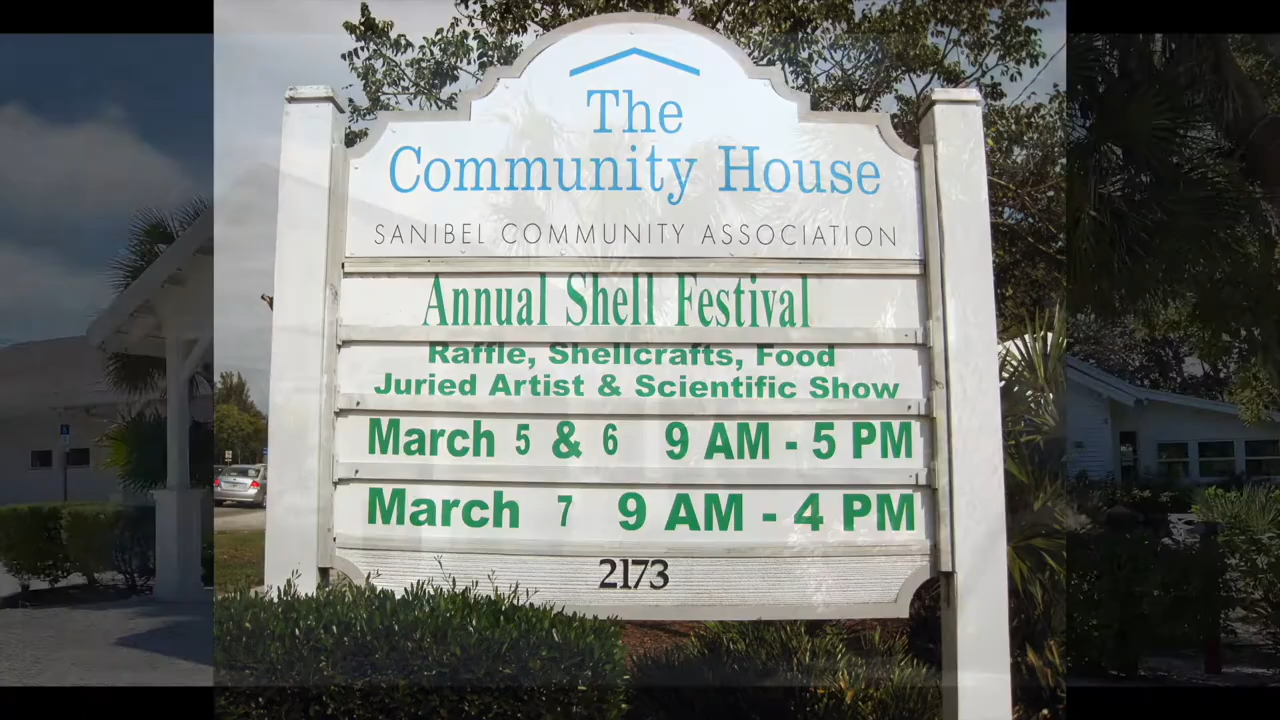 The
Community House
SANIBEL COMMUNITY ASSOCIATION
Annual Shell Festival
Raffle, Shellcrafts, Food
Juried Artist & Scientific Show
March 5 & 6 9 AM - 5 PM
March 7 9 AM - 4 PM
2173